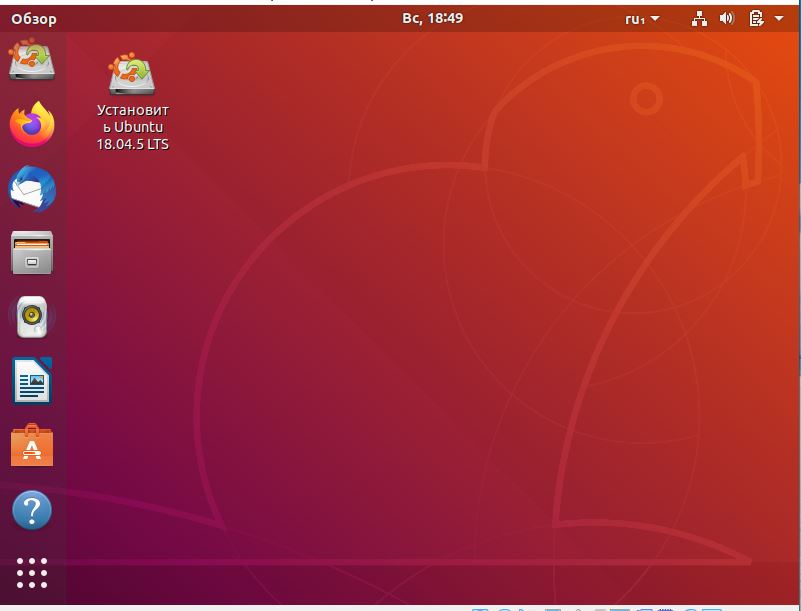 Обзор
Вс, 18:49
ru₁
Установит
ь Ubuntu
18.04.5 LTS